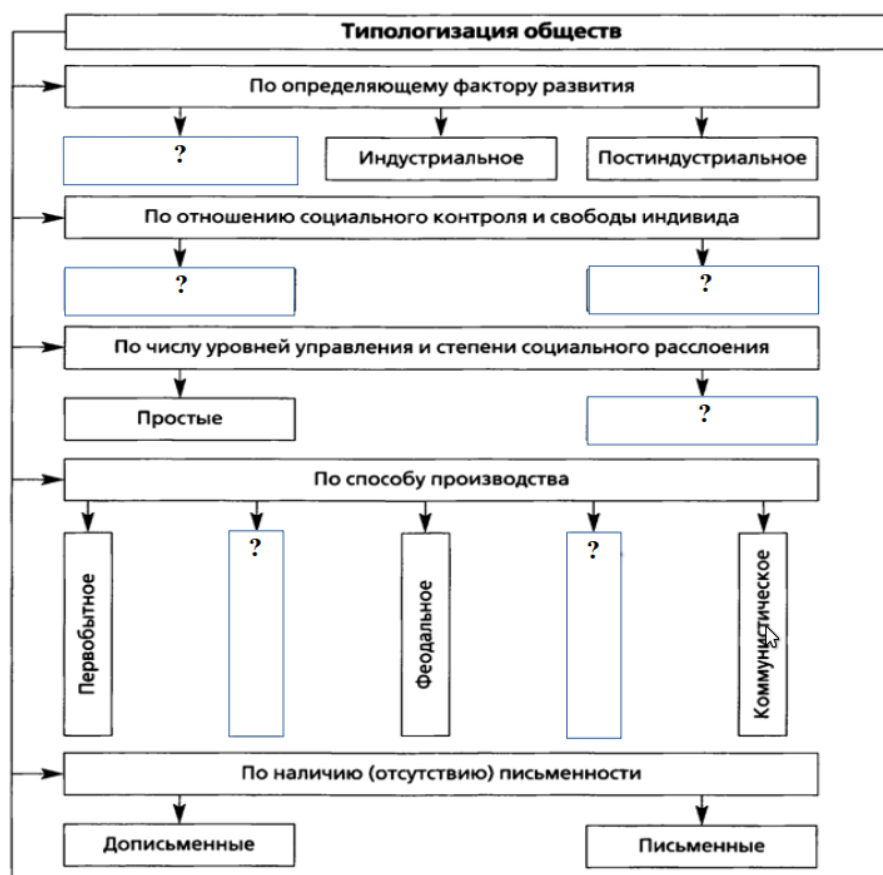 Типологизация обществ
По определяющему фактору развития
?
Индустриальное
Постиндустриальное
По отношению социального контроля и свободы индивида
?
?
По числу уровней управления и степени социального расслоения
Простые
?
По способу производства
Первобытное
?
Феодальное
?
Коммунистическое
По наличию (отсутствию) письменности
Дописьменные
Письменные